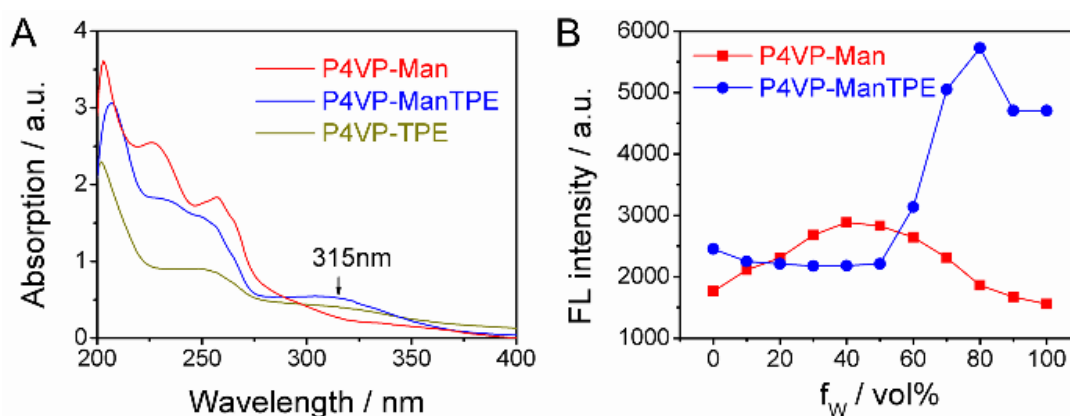 A
4
3
2
1
0
200
250
300
350
400
Absorption / a.u.
Wavelength / nm
P4VP-Man
P4VP-ManTPE
P4VP-TPE
315nm
B
6000
5000
4000
3000
2000
1000
0
20
40
60
80
100
FL intensity / a.u.
f_W / vol%
P4VP-Man
P4VP-ManTPE